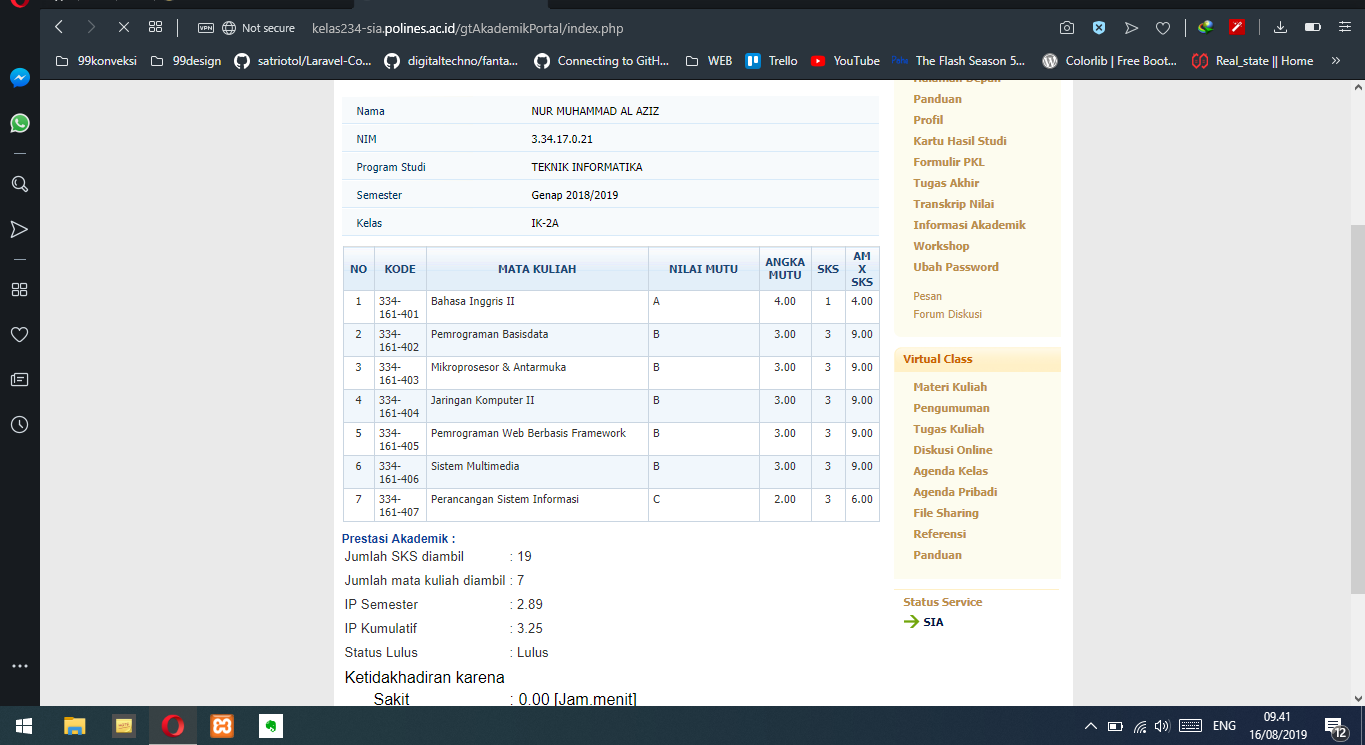 Not secure kelas234-sia.polines.ac.id/gtAkademikPortal/index.php
VPN
99konveksi 99design satriotol/Laravel-Co... digitaltechno/fanta... Connecting to GitH... WEB Trello YouTube The Flash Season 5... Colorlib | Free Boot... Real_state || Home »
Nama NUR MUHAMMAD AL AZIZ
NIM 3.34.17.0.21
Program Studi TEKNIK INFORMATIKA
Semester Genap 2018/2019
Kelas IK-2A
NO KODE MATA KULIAH NILAI MUTU ANGKA MUTU SKS AM X SKS
1 334-161-401 Bahasa Inggris II A 4.00 1 4.00
2 334-161-402 Pemrograman Basisdata B 3.00 3 9.00
3 334-161-403 Mikroprosesor & Antarmuka B 3.00 3 9.00
4 334-161-404 Jaringan Komputer II B 3.00 3 9.00
5 334-161-405 Pemrograman Web Berbasis Framework B 3.00 3 9.00
6 334-161-406 Sistem Multimedia B 3.00 3 9.00
7 334-161-407 Perancangan Sistem Informasi C 2.00 3 6.00
Prestasi Akademik :
Jumlah SKS diambil : 19
Jumlah mata kuliah diambil : 7
IP Semester : 2.89
IP Kumulatif : 3.25
Status Lulus : Lulus
Ketidakhadiran karena
Sakit : 0.00 [Jam.menit]
Panduan
Profil
Kartu Hasil Studi
Formulir PKL
Tugas Akhir
Transkrip Nilai
Informasi Akademik
Workshop
Ubah Password
Pesan
Forum Diskusi
Virtual Class
Materi Kuliah
Pengumuman
Tugas Kuliah
Diskusi Online
Agenda Kelas
Agenda Pribadi
File Sharing
Referensi
Panduan
Status Service
SIA
ENG
09.41
16/08/2019
12